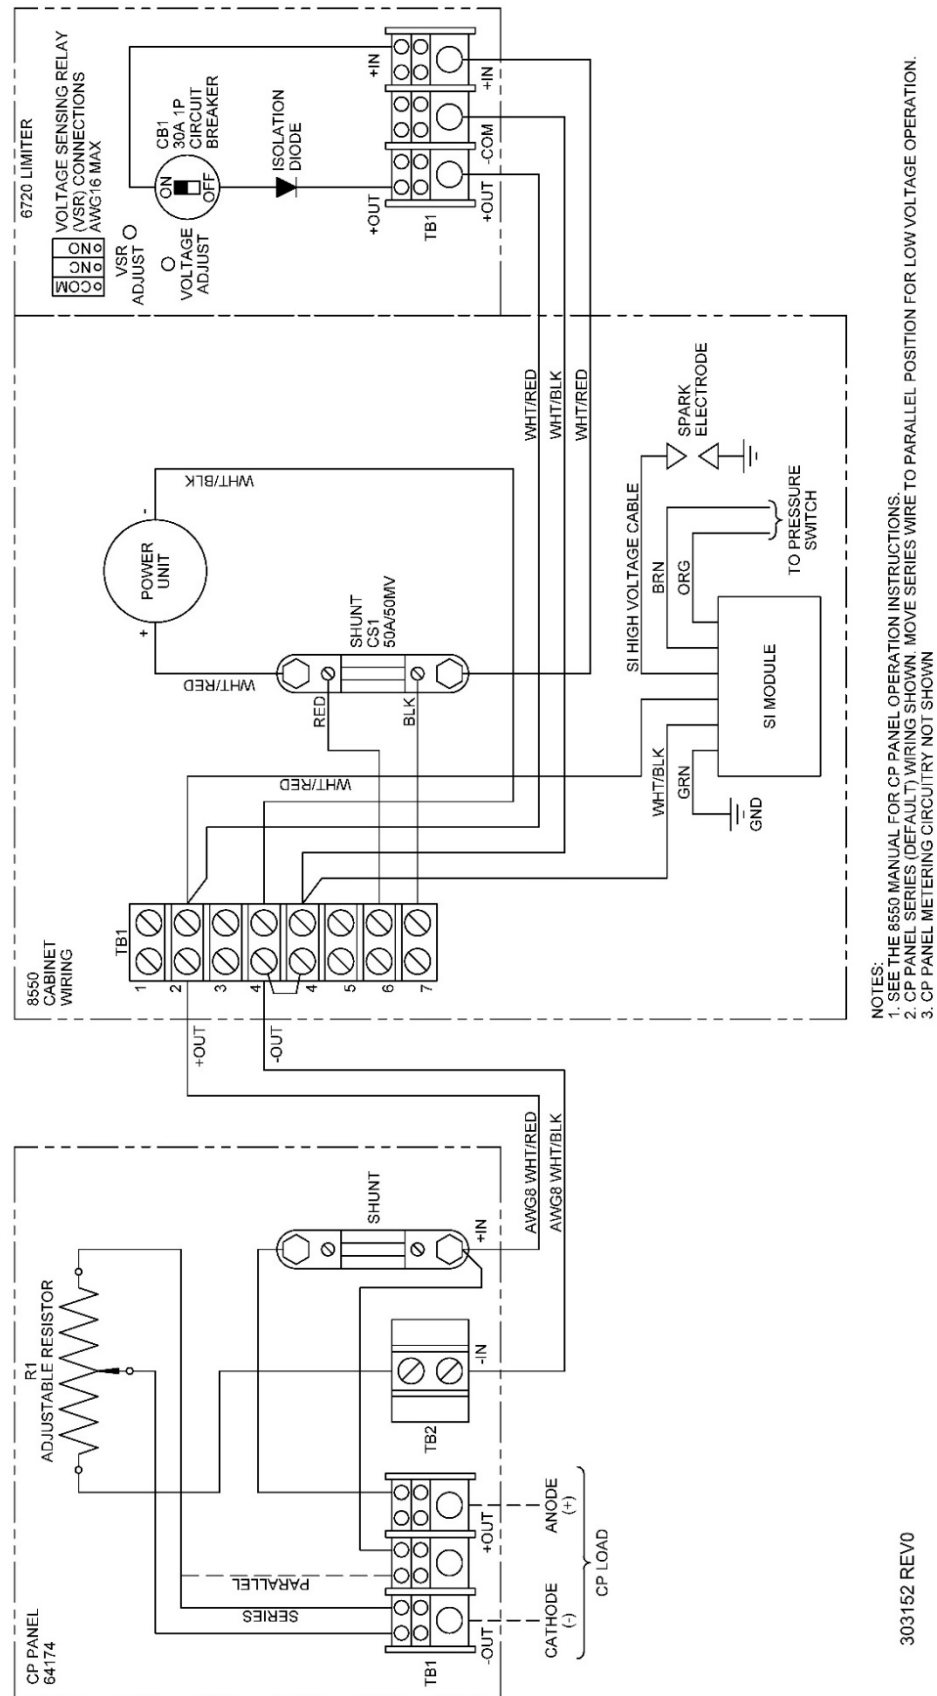 CP PANEL
64174
R1
ADJUSTABLE RESISTOR
SERIES
PARALLEL
SHUNT
+IN
-IN
TB2
TB1
-OUT
+OUT
CATHODE
(-)
ANODE
(+)
CP LOAD
AWG8 WHT/RED
AWG8 WHT/BLK
8550
CABINET
WIRING
+OUT
-OUT
TB1
1
2
3
4
4
5
6
7
POWER
UNIT
+
-
WHT/RED
WHT/BLK
WHT/RED
SHUNT
CS1
50A/50MV
RED
BLK
WHT/RED
WHT/BLK
WHT/RED
WHT/BLK
GRN
GND
SI MODULE
SI HIGH VOLTAGE CABLE
BRN
ORG
SPARK
ELECTRODE
TO PRESSURE
SWITCH
6720 LIMITER
VOLTAGE SENSING RELAY
(VSR) CONNECTIONS
AWG16 MAX
COM
NC
NO
VSR
ADJUST
VOLTAGE
ADJUST
CB1
30A 1P
CIRCUIT
BREAKER
ON
OFF
ISOLATION
DIODE
+OUT
+IN
TB1
+OUT
-COM
+IN
NOTES:
1. SEE THE 8550 MANUAL FOR CP PANEL OPERATION INSTRUCTIONS.
2. CP PANEL SERIES (DEFAULT) WIRING SHOWN. MOVE SERIES WIRE TO PARALLEL POSITION FOR LOW VOLTAGE OPERATION.
3. CP PANEL METERING CIRCUITRY NOT SHOWN
303152 REV0